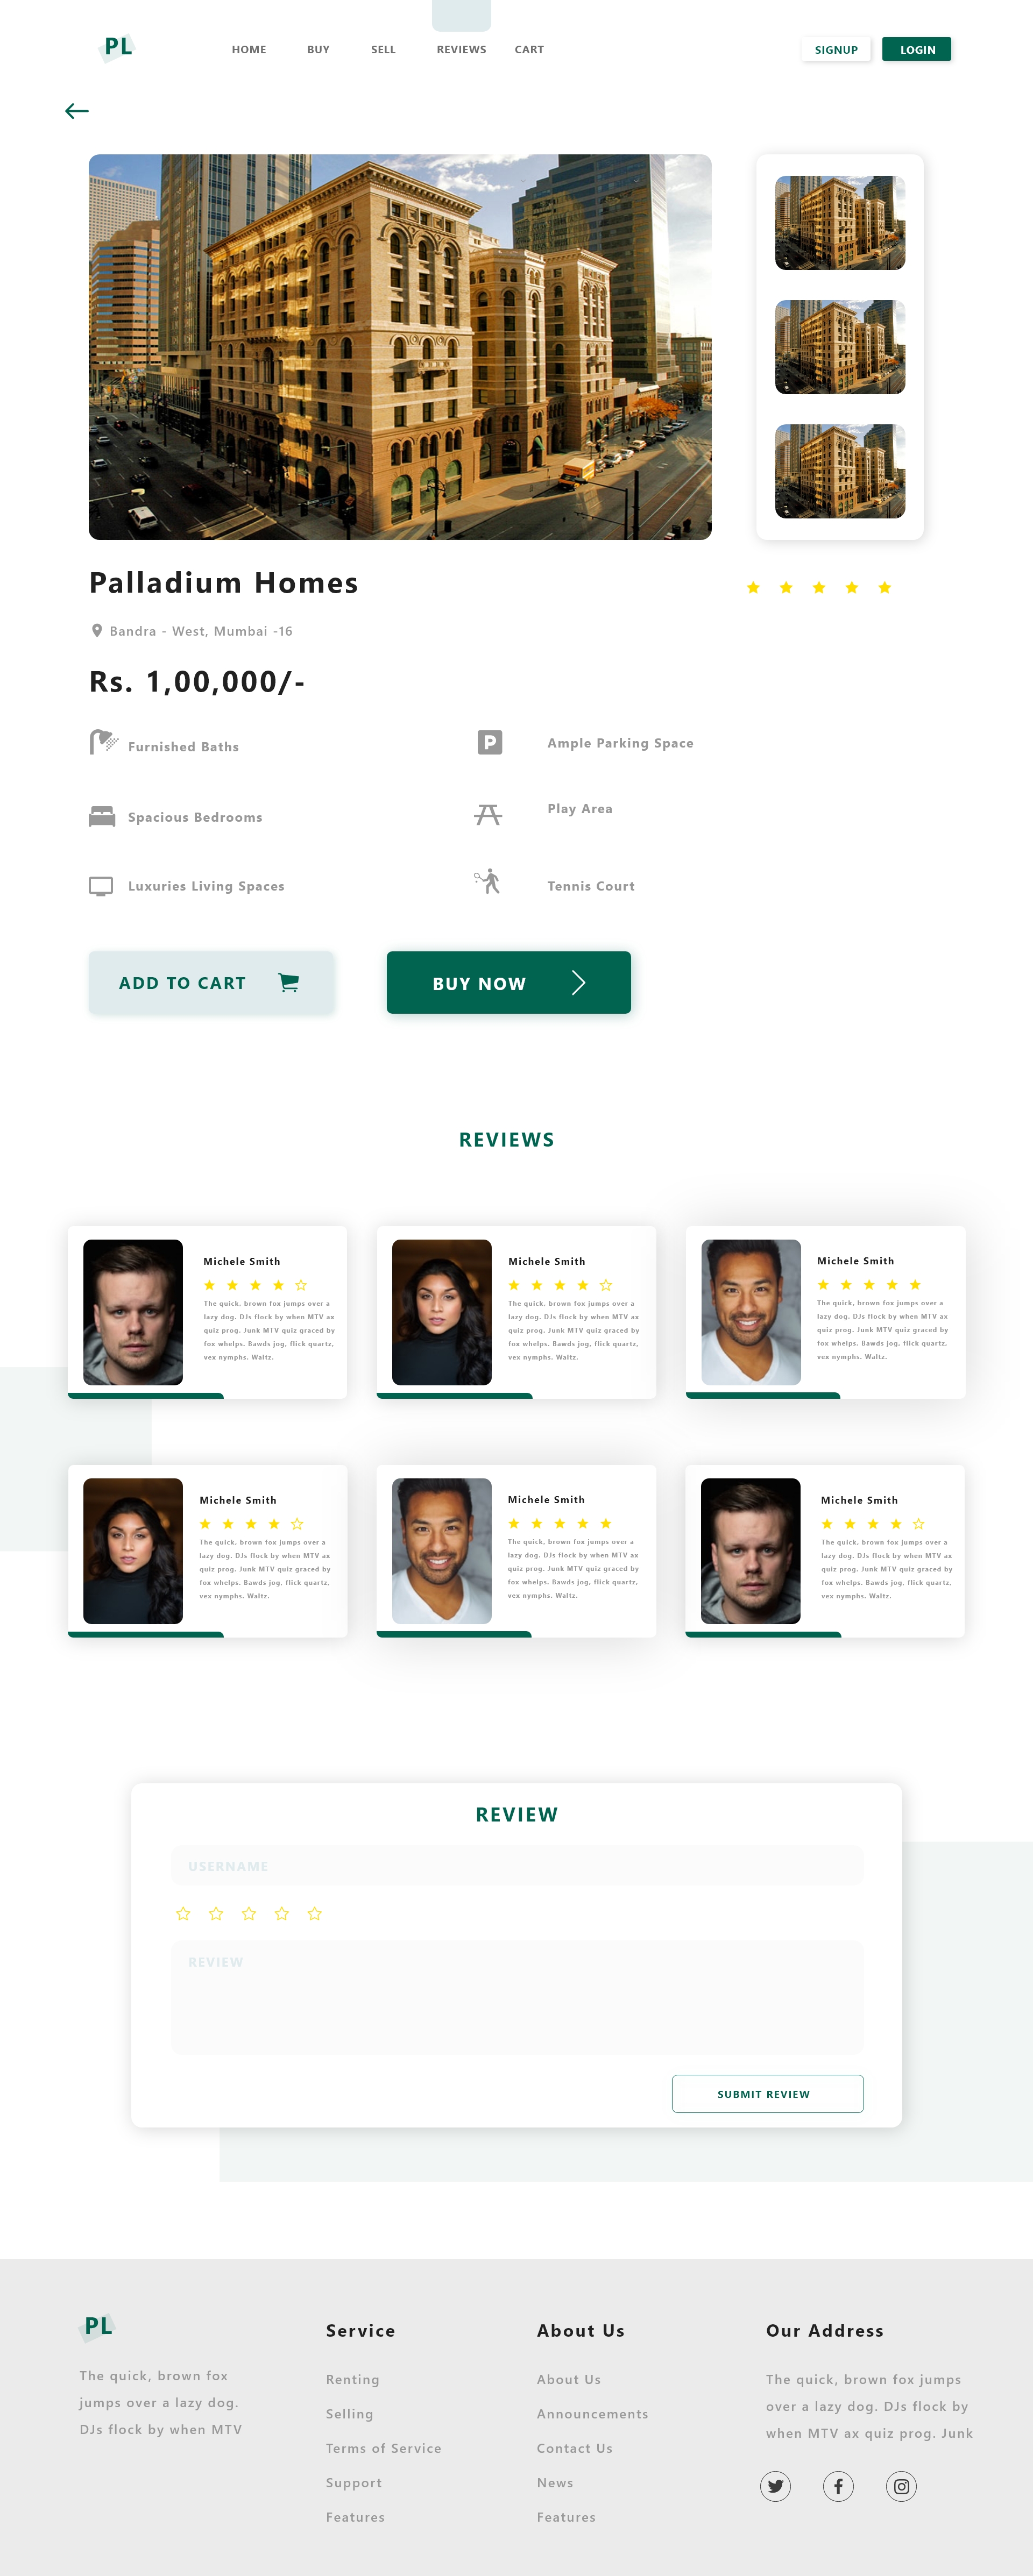 PL
HOME BUY SELL REVIEWS CART
SIGNUP LOGIN
Palladium Homes
Bandra - West, Mumbai -16
Rs. 1,00,000/-
Furnished Baths
Ample Parking Space
Spacious Bedrooms
Play Area
Luxuries Living Spaces
Tennis Court
ADD TO CART
BUY NOW
REVIEWS
Michele Smith
The quick, brown fox jumps over a
lazy dog. DJs flock by when MTV ax
quiz prog. Junk MTV quiz graced by
fox whelps. Bawds jog, flick quartz,
vex nymphs. Waltz.
Michele Smith
The quick, brown fox jumps over a
lazy dog. DJs flock by when MTV ax
quiz prog. Junk MTV quiz graced by
fox whelps. Bawds jog, flick quartz,
vex nymphs. Waltz.
Michele Smith
The quick, brown fox jumps over a
lazy dog. DJs flock by when MTV ax
quiz prog. Junk MTV quiz graced by
fox whelps. Bawds jog, flick quartz,
vex nymphs. Waltz.
Michele Smith
The quick, brown fox jumps over a
lazy dog. DJs flock by when MTV ax
quiz prog. Junk MTV quiz graced by
fox whelps. Bawds jog, flick quartz,
vex nymphs. Waltz.
Michele Smith
The quick, brown fox jumps over a
lazy dog. DJs flock by when MTV ax
quiz prog. Junk MTV quiz graced by
fox whelps. Bawds jog, flick quartz,
vex nymphs. Waltz.
Michele Smith
The quick, brown fox jumps over a
lazy dog. DJs flock by when MTV ax
quiz prog. Junk MTV quiz graced by
fox whelps. Bawds jog, flick quartz,
vex nymphs. Waltz.
REVIEW
USERNAME
REVIEW
SUBMIT REVIEW
PL
The quick, brown fox
jumps over a lazy dog.
DJs flock by when MTV
Service
Renting
Selling
Terms of Service
Support
Features
About Us
About Us
Announcements
Contact Us
News
Features
Our Address
The quick, brown fox jumps
over a lazy dog. DJs flock by
when MTV ax quiz prog. Junk